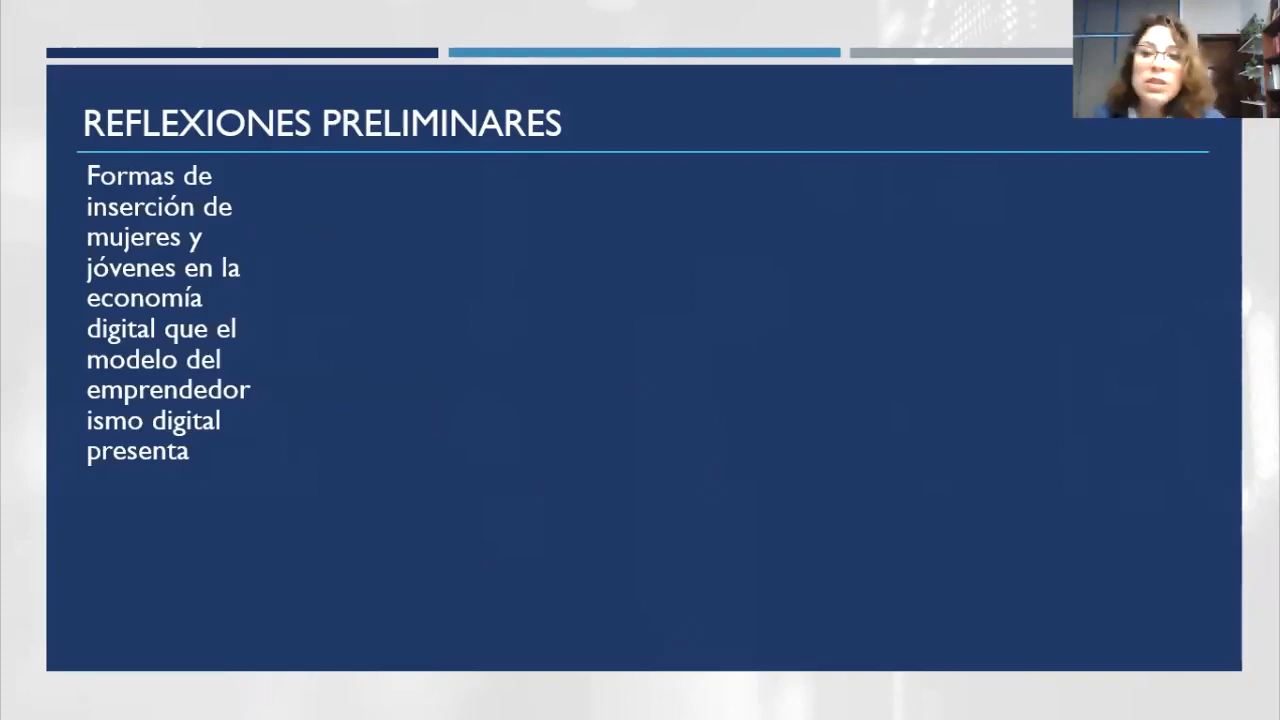 REFLEXIONES PRELIMINARES
Formas de
inserción de
mujeres y
jóvenes en la
economía
digital que el
modelo del
emprendedor
ismo digital
presenta